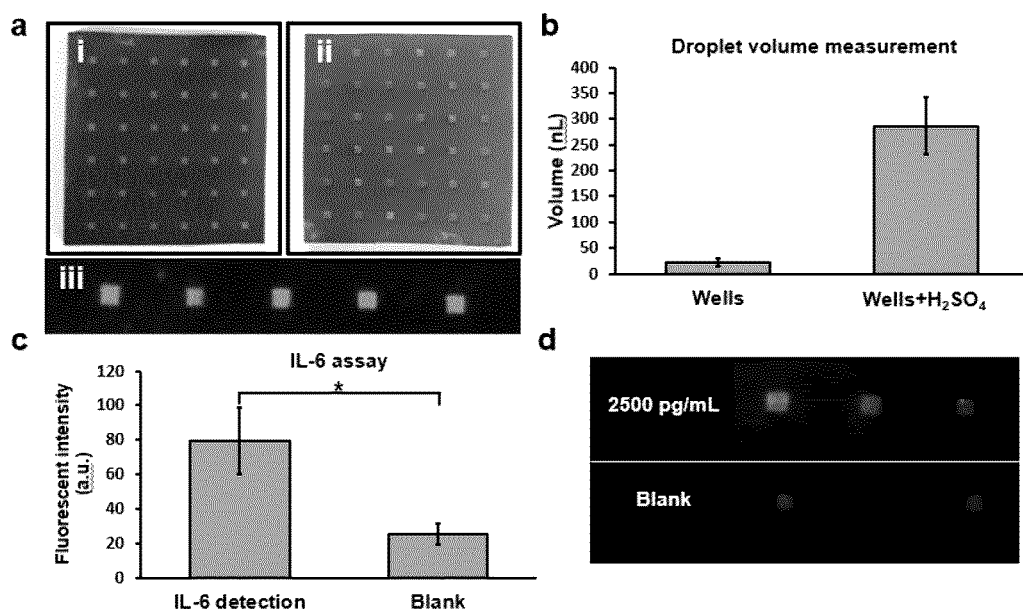 a
i
ii
iii
b
Droplet volume measurement
Volume (nL)
400
350
300
250
200
150
100
50
0
Wells
Wells+H₂SO₄
c
IL-6 assay
*
Fluorescent intensity
(a.u.)
120
100
80
60
40
20
0
IL-6 detection
Blank
d
2500 pg/mL
Blank